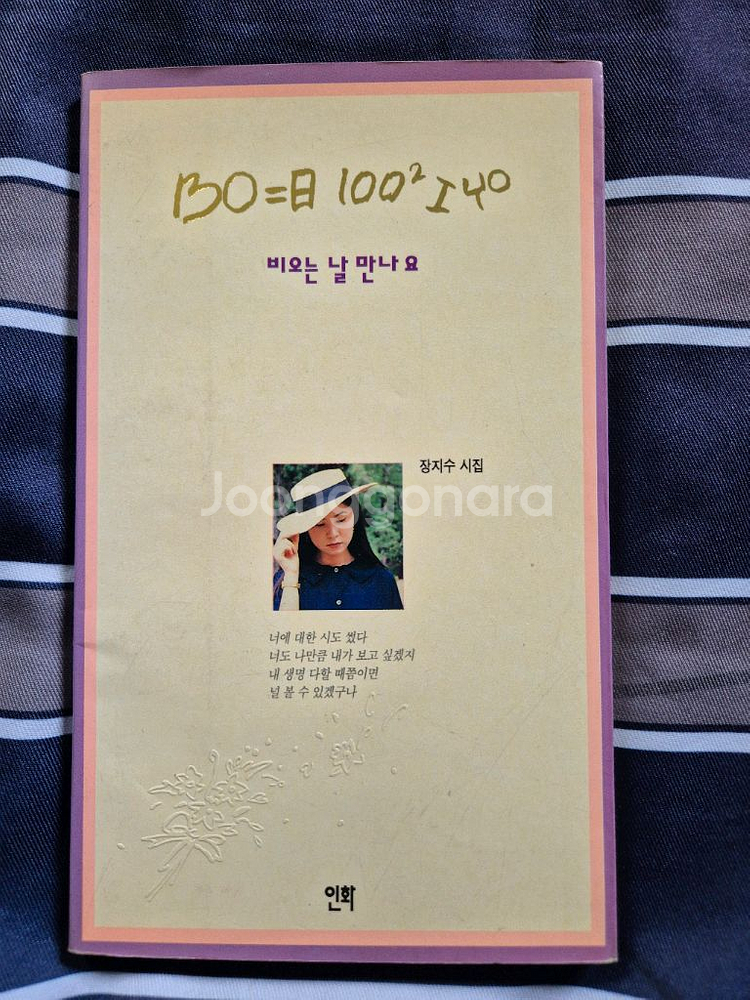 BO=日 100² I 40
비오는 날 만나요
장지수 시집
Joonggonara
너에 대한 시도 썼다
너도 나만큼 내가 보고 싶겠지
내 생명 다할 때쯤이면
널 볼 수 있겠구나
인화